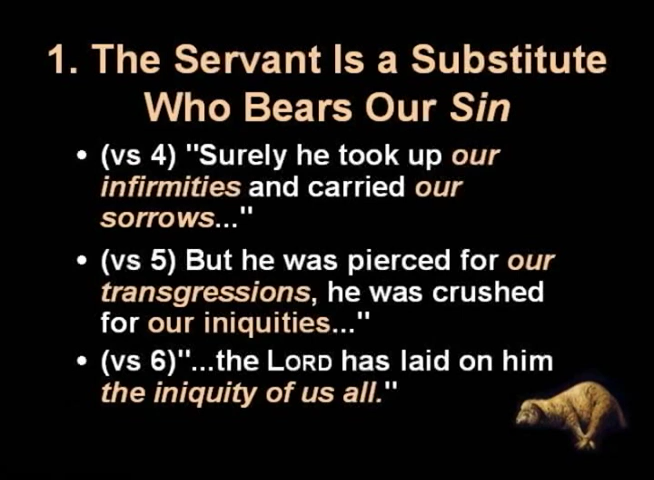 1. The Servant Is a Substitute
Who Bears Our Sin
• (vs 4) "Surely he took up our
infirmities and carried our
sorrows..."
• (vs 5) But he was pierced for our
transgressions, he was crushed
for our iniquities..."
• (vs 6)"...the LORD has laid on him
the iniquity of us all."